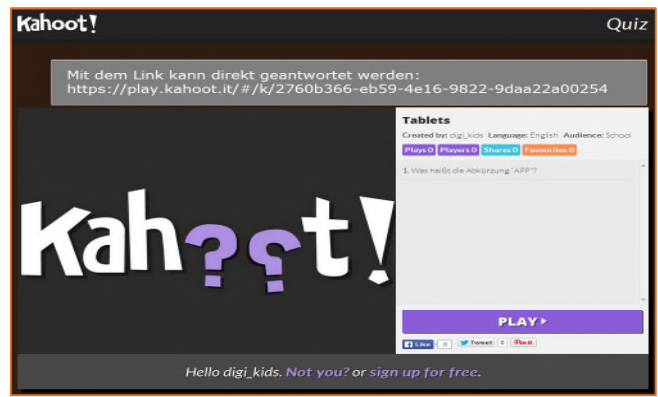 Kahoot! Quiz
Mit dem Link kann direkt geantwortet werden:
https://play.kahoot.it/#/k/2760b366-eb59-4e16-9822-9daa22a00254
Tablets
Created by: digi_kids Language: English Audience: School
Plays 0 Players 0 Shares 0 Favourites 0
1. Was heißt die Abkürzung "APP"?
Kah??t!
PLAY
Like 0 Tweet 0 Pin it
Hello digi_kids. Not you? or sign up for free.